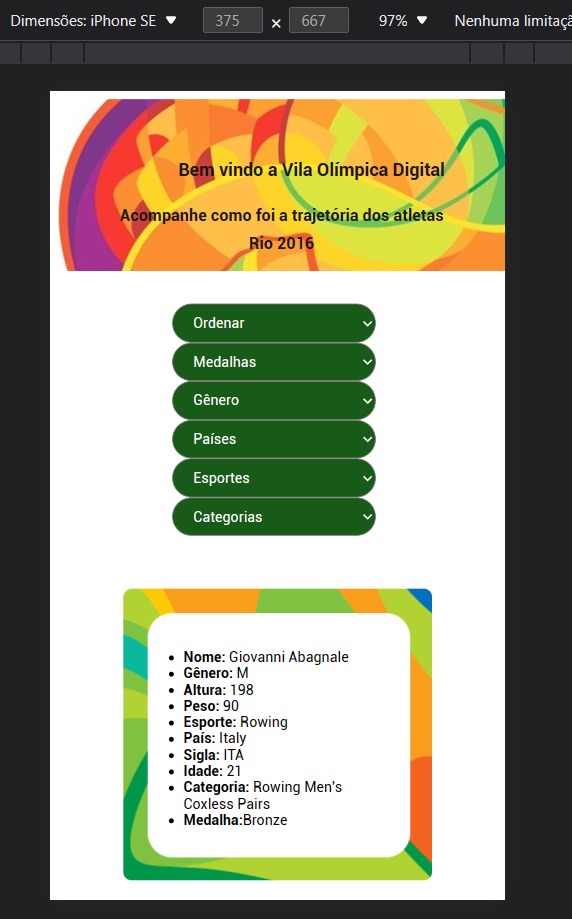 Dimensões: iPhone SE 375 × 667 97% Nenhuma limitaçã
Bem vindo a Vila Olímpica Digital
Acompanhe como foi a trajetória dos atletas
Rio 2016
Ordenar
Medalhas
Gênero
Países
Esportes
Categorias
Nome: Giovanni Abagnale
Gênero: M
Altura: 198
Peso: 90
Esporte: Rowing
País: Italy
Sigla: ITA
Idade: 21
Categoria: Rowing Men's
Coxless Pairs
Medalha:Bronze